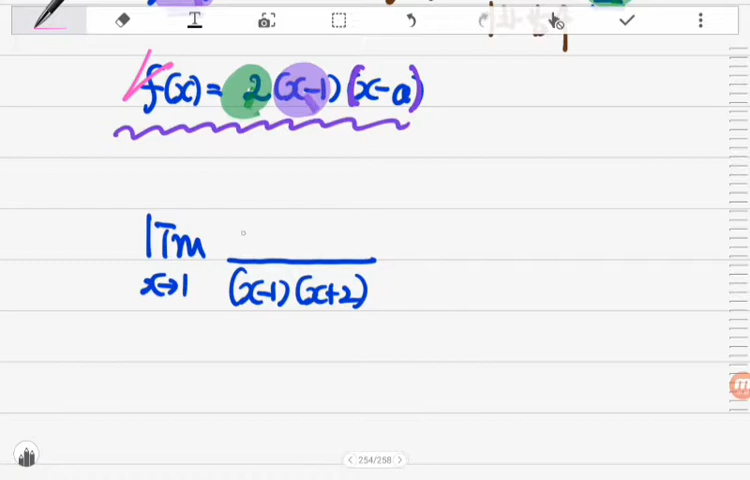 f(x) = 2(x-1)(x-a)
lim ───
x→1 (x-1)(x+2)
254/258